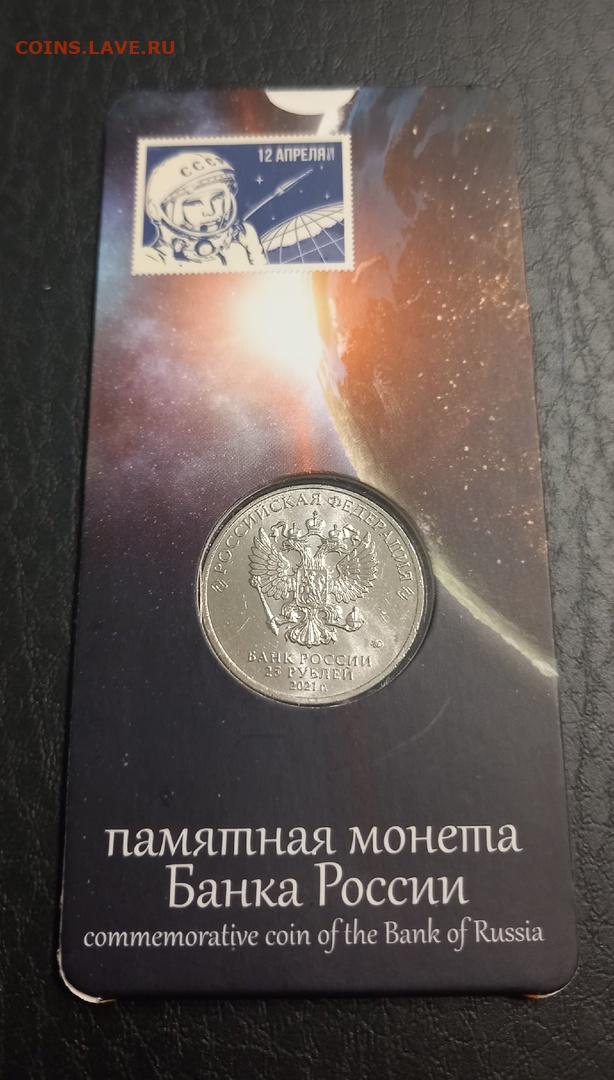 COINS.LAVE.RU
12 АПРЕЛЯ
СССР
РОССИЙСКАЯ ФЕДЕРАЦИЯ
БАНК РОССИИ
25 РУБЛЕЙ
2021 г.
памятная монета
Банка России
commemorative coin of the Bank of Russia